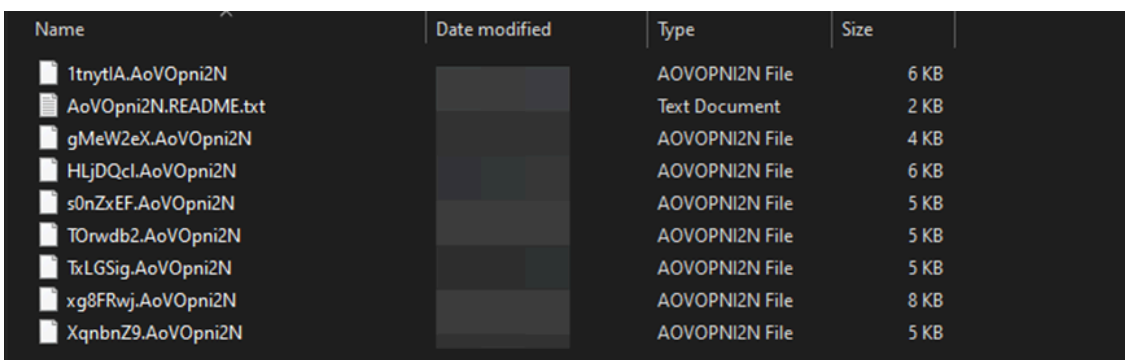 Name Date modified Type Size
1tnytlA.AoVOpni2N AOVOPNI2N File 6 KB
AoVOpni2N.README.txt Text Document 2 KB
gMeW2eX.AoVOpni2N AOVOPNI2N File 4 KB
HLjDQcl.AoVOpni2N AOVOPNI2N File 6 KB
s0nZxEF.AoVOpni2N AOVOPNI2N File 5 KB
TOrwdb2.AoVOpni2N AOVOPNI2N File 5 KB
TxLGSig.AoVOpni2N AOVOPNI2N File 5 KB
xg8FRwj.AoVOpni2N AOVOPNI2N File 8 KB
XqnbnZ9.AoVOpni2N AOVOPNI2N File 5 KB